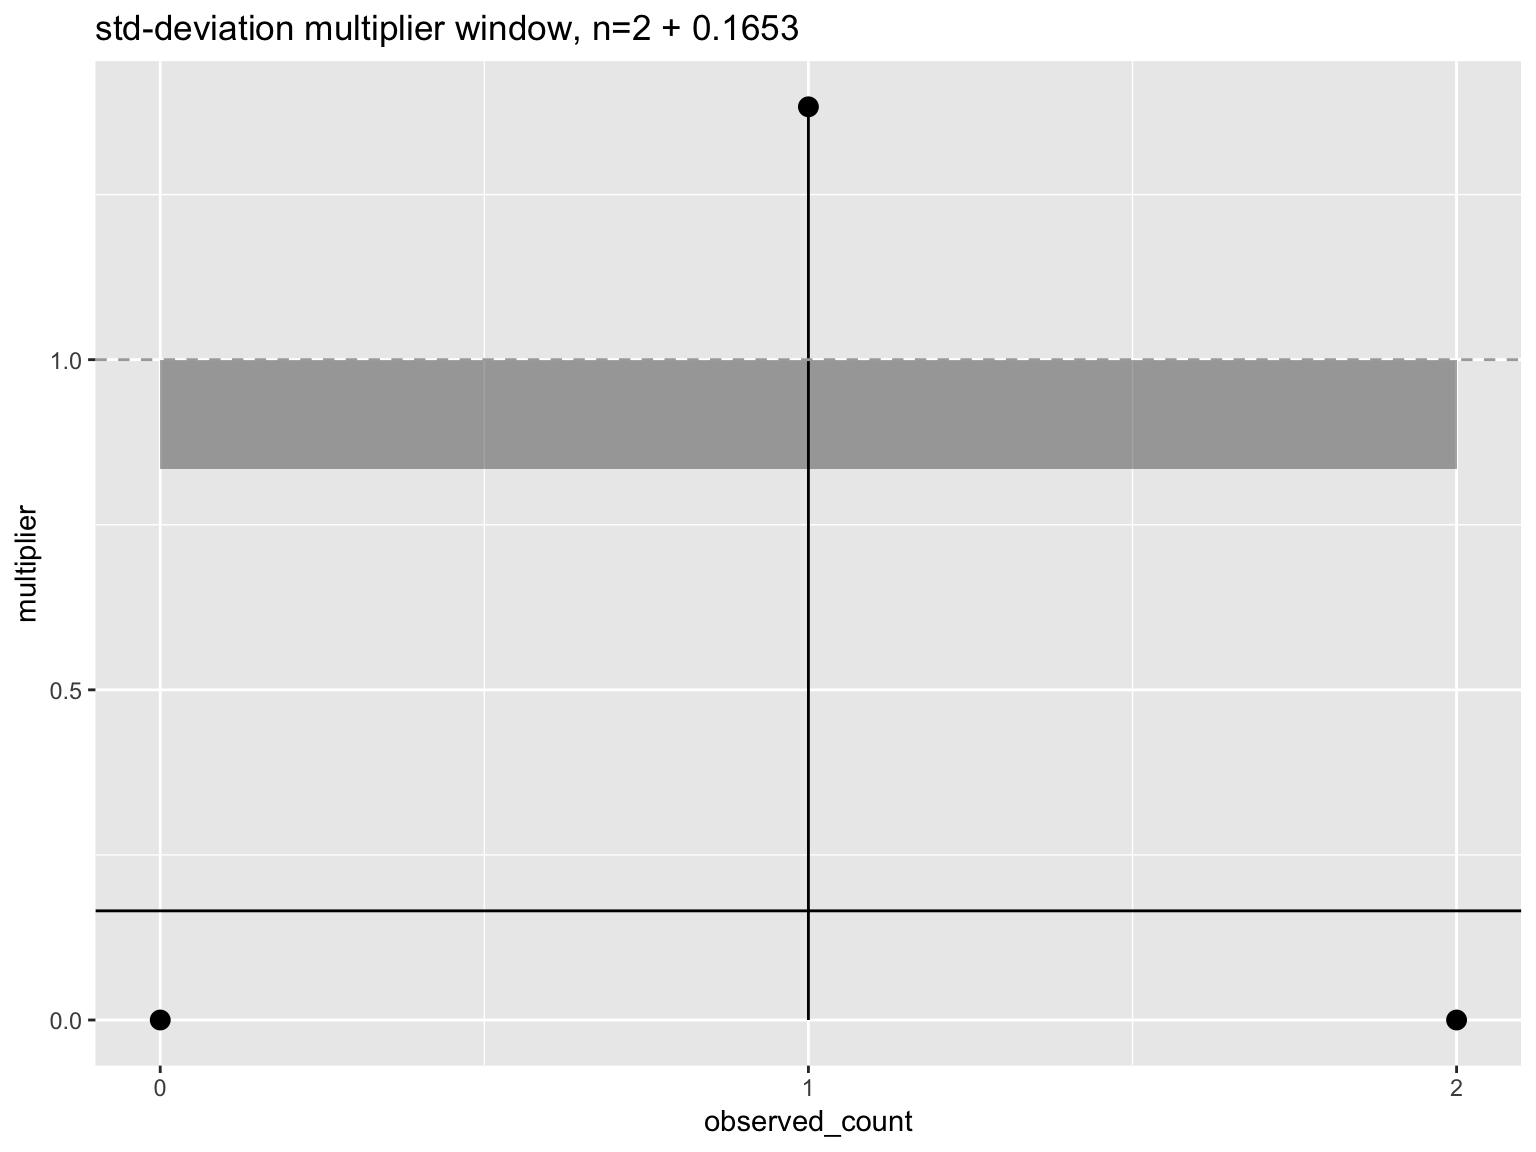 std-deviation multiplier window, n=2 + 0.1653
multiplier
1.0
0.5
0.0
0 1 2
observed_count